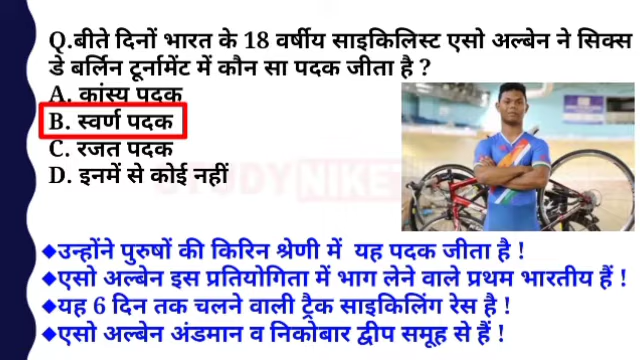 Q.बीते दिनों भारत के 18 वर्षीय साइकिलिस्ट एसो अल्बेन ने सिक्स
डे बर्लिन टूर्नामेंट में कौन सा पदक जीता है ?
A. कांस्य पदक
B. स्वर्ण पदक
C. रजत पदक
D. इनमें से कोई नहीं
STUDY NIKE
◆उन्होंने पुरुषों की किरिन श्रेणी में यह पदक जीता है !
◆एसो अल्बेन इस प्रतियोगिता में भाग लेने वाले प्रथम भारतीय हैं !
◆यह 6 दिन तक चलने वाली ट्रैक साइकिलिंग रेस है !
◆एसो अल्बेन अंडमान व निकोबार द्वीप समूह से हैं !